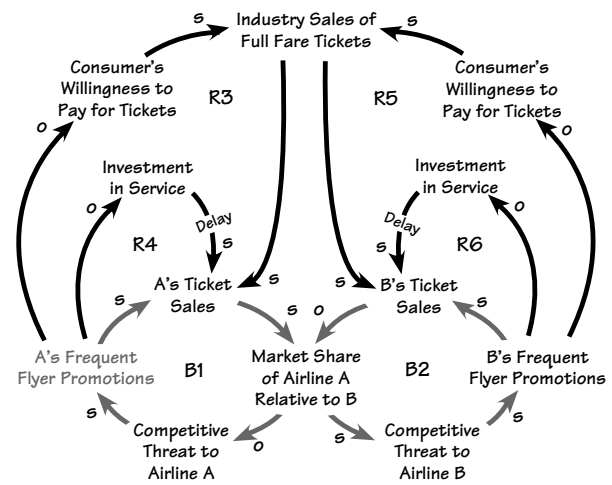 Industry Sales of
Full Fare Tickets
s
s
Consumer's
Willingness to
Pay for Tickets
R3
R5
Consumer's
Willingness to
Pay for Tickets
o
o
Investment
in Service
Investment
in Service
o
Delay
s
Delay
s
o
R4
R6
A's Ticket
Sales
B's Ticket
Sales
s
s
s
s
s
o
A's Frequent
Flyer Promotions
B1
Market Share
of Airline A
Relative to B
B2
B's Frequent
Flyer Promotions
s
o
s
s
Competitive
Threat to
Airline A
Competitive
Threat to
Airline B